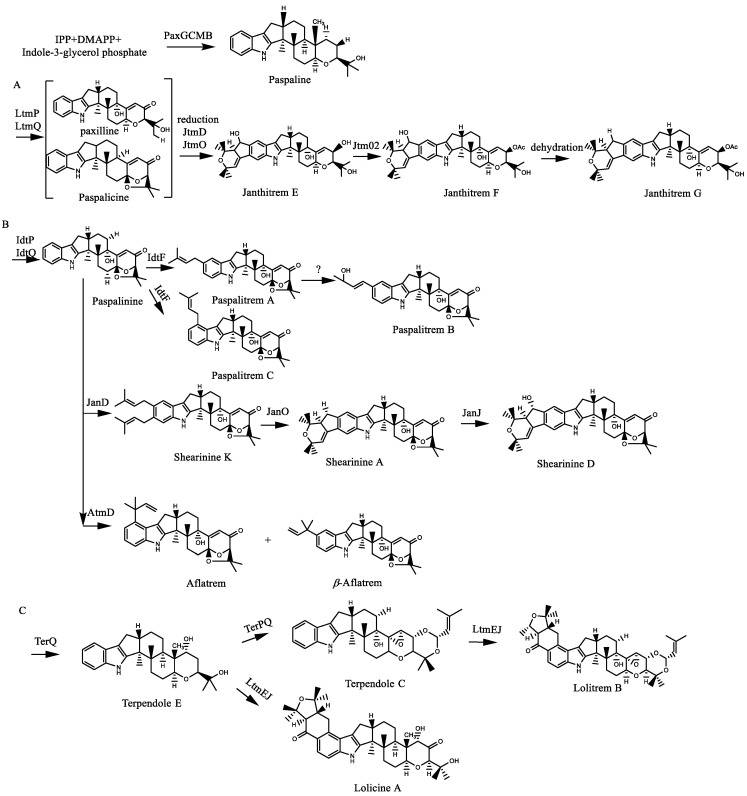 IPP+DMAPP+
Indole-3-glycerol phosphate
PaxGCMB
CH₃
H
H
H
H
N
H
O
OH
Paspaline
A
LtmP
LtmQ
paxilline
Paspalicine
reduction
JtmD
JtmO
Janthitrem E
Jtm02
Janthitrem F
dehydration
Janthitrem G
B
IdtP
IdtQ
Paspalinine
IdtF
Paspalitrem A
?
Paspalitrem B
IdtF
Paspalitrem C
JanD
Shearinine K
JanO
Shearinine A
JanJ
Shearinine D
AtmD
Aflatrem
+
β-Aflatrem
C
TerQ
Terpendole E
TerPQ
Terpendole C
LtmEJ
Lolitrem B
LtmEJ
Lolicine A